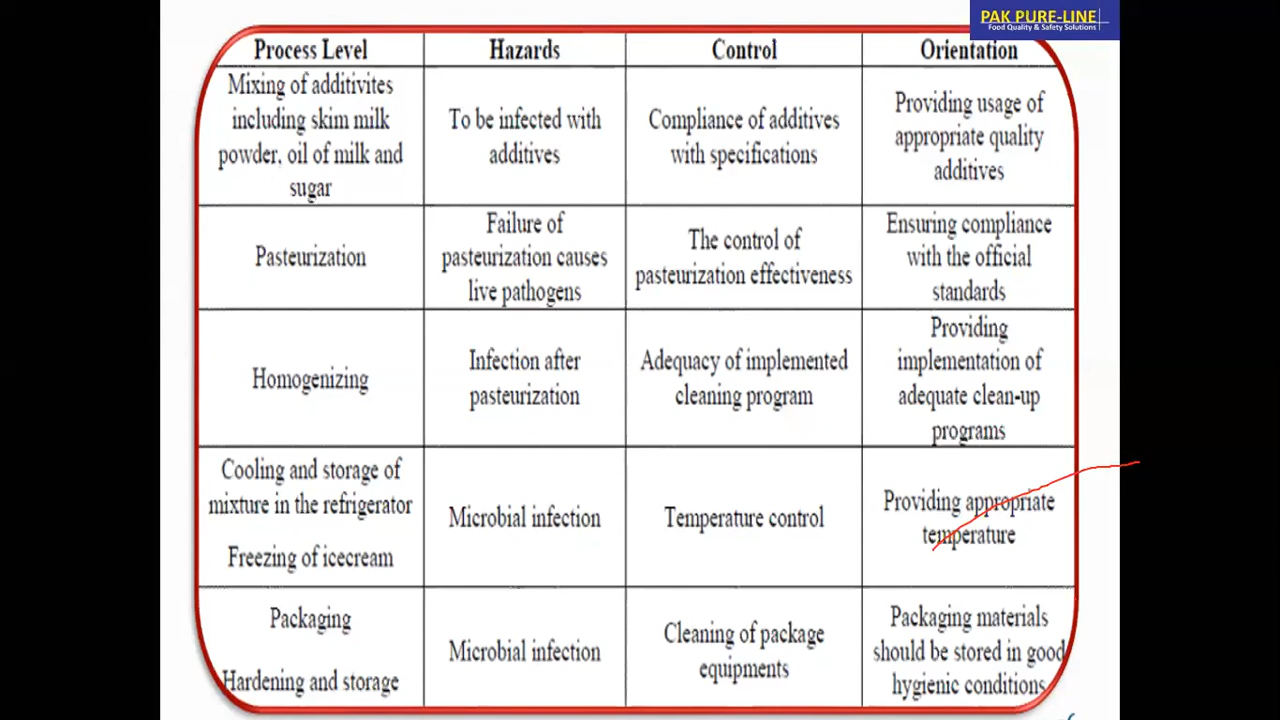 PAK PURE-LINE
Food Quality & Safety Solutions
Process Level
Hazards
Control
Orientation
Mixing of additivites
including skim milk
powder, oil of milk and
sugar
To be infected with
additives
Compliance of additives
with specifications
Providing usage of
appropriate quality
additives
Pasteurization
Failure of
pasteurization causes
live pathogens
The control of
pasteurization effectiveness
Ensuring compliance
with the official
standards
Homogenizing
Infection after
pasteurization
Adequacy of implemented
cleaning program
Providing
implementation of
adequate clean-up
programs
Cooling and storage of
mixture in the refrigerator
Freezing of icecream
Microbial infection
Temperature control
Providing appropriate
temperature
Packaging
Hardening and storage
Microbial infection
Cleaning of package
equipments
Packaging materials
should be stored in good
hygienic conditions